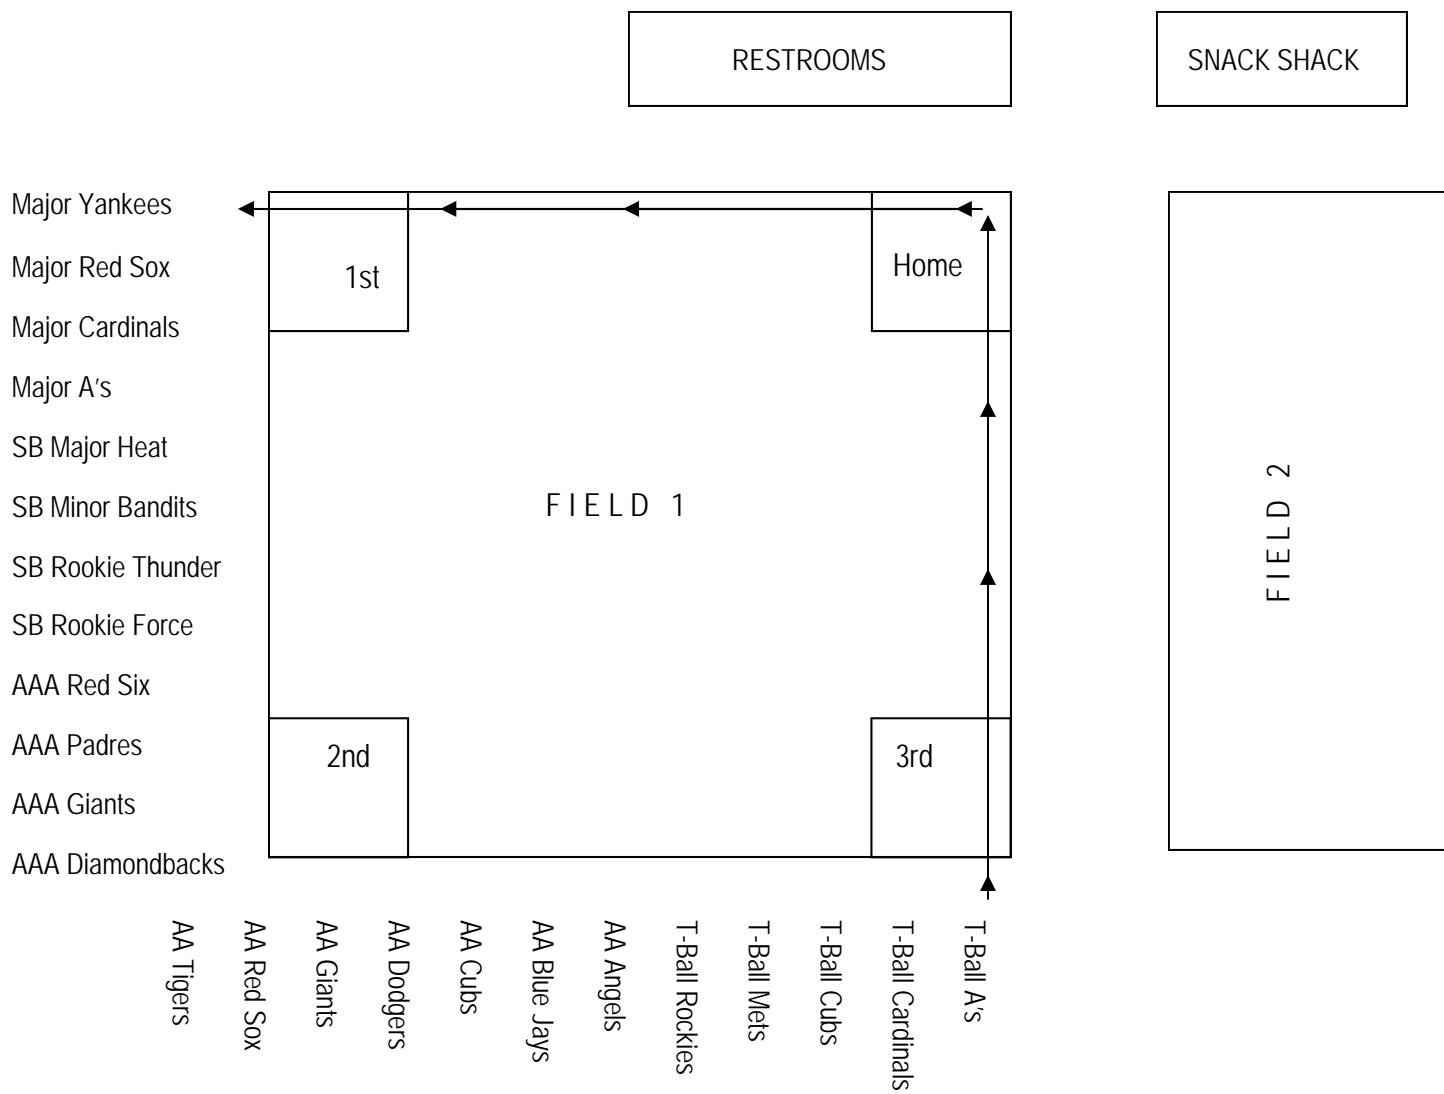 RESTROOMS
SNACK SHACK
Major Yankees
Major Red Sox
1st
Home
Major Cardinals
Major A's
SB Major Heat
SB Minor Bandits
FIELD 1
FIELD 2
SB Rookie Thunder
SB Rookie Force
AAA Red Six
AAA Padres
2nd
3rd
AAA Giants
AAA Diamondbacks
AA Tigers
AA Red Sox
AA Giants
AA Dodgers
AA Cubs
AA Blue Jays
AA Angels
T-Ball Rockies
T-Ball Mets
T-Ball Cubs
T-Ball Cardinals
T-Ball A's